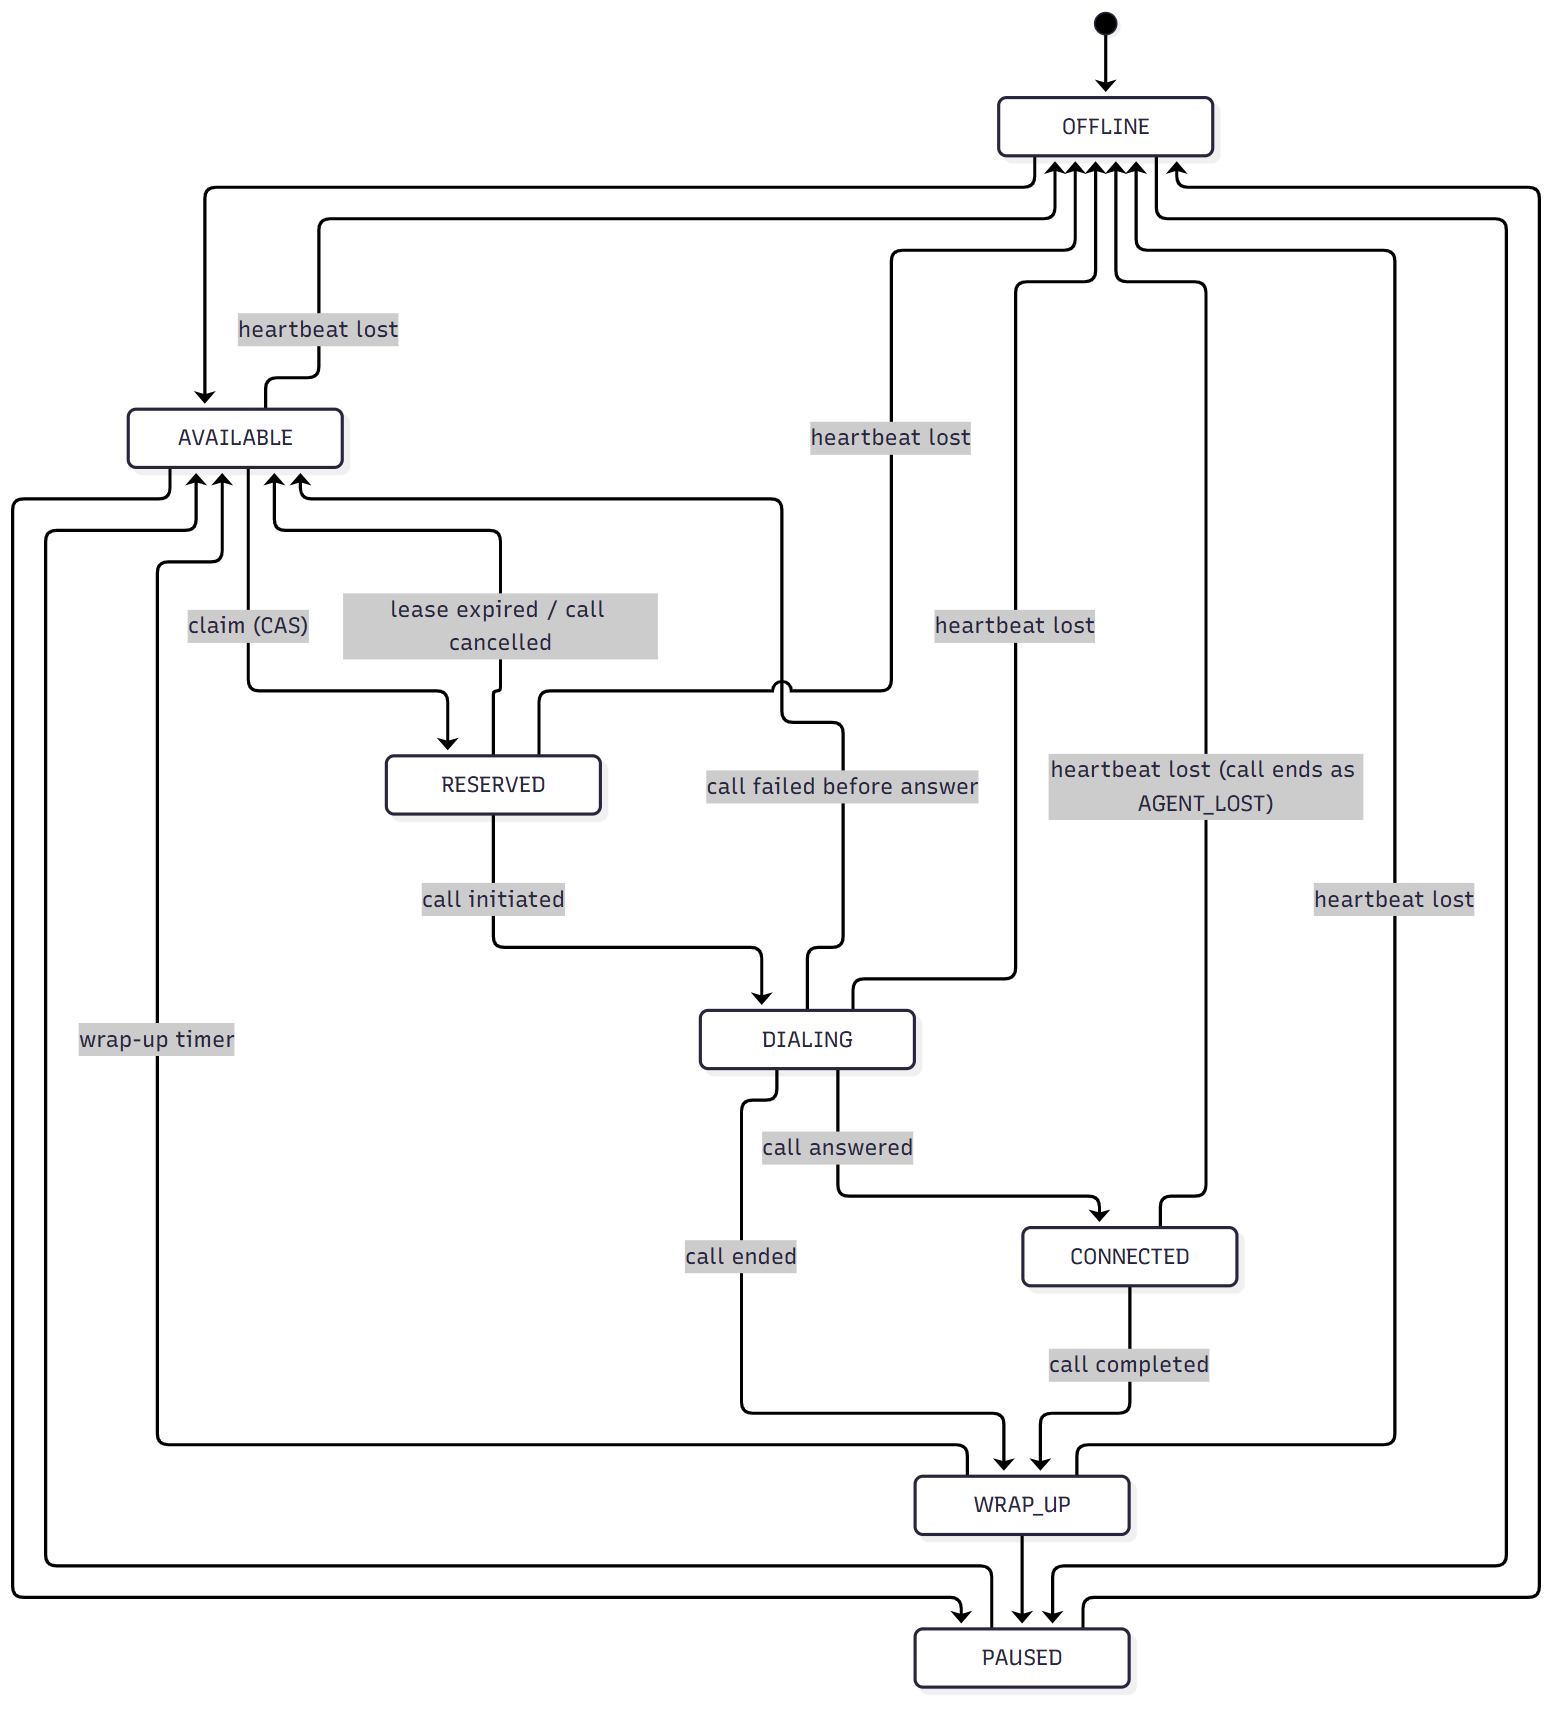 OFFLINE
heartbeat lost
AVAILABLE
heartbeat lost
claim (CAS)
lease expired / call
cancelled
heartbeat lost
RESERVED
call failed before answer
heartbeat lost (call ends as
AGENT_LOST)
call initiated
heartbeat lost
wrap-up timer
DIALING
call answered
call ended
CONNECTED
call completed
WRAP_UP
PAUSED